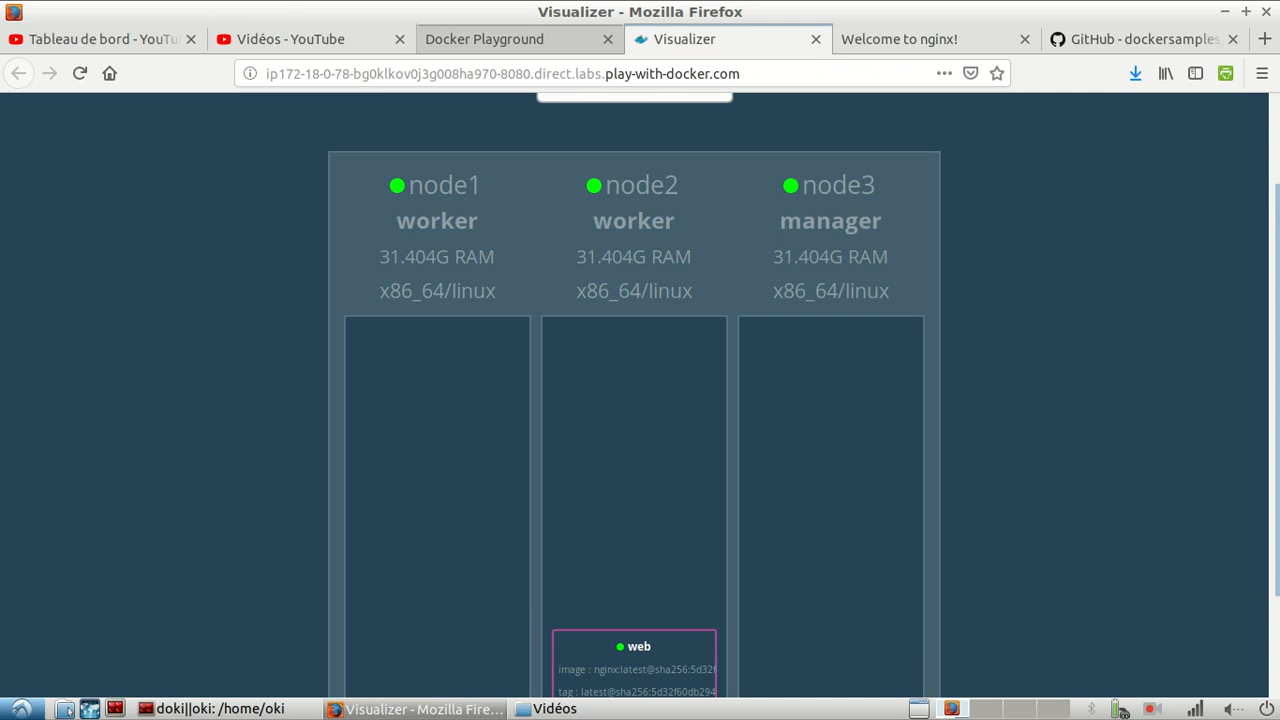 Visualizer - Mozilla Firefox
Tableau de bord - YouTu
Vidéos - YouTube
Docker Playground
Visualizer
Welcome to nginx!
GitHub - dockersamples
ip172-18-0-78-bg0klkov0j3g008ha970-8080.direct.labs.play-with-docker.com
node1
node2
node3
worker
worker
manager
31.404G RAM
31.404G RAM
31.404G RAM
x86_64/linux
x86_64/linux
x86_64/linux
web
image : nginx:latest@sha256:5d32f
tag : latest@sha256:5d32f60db294
doki||oki: /home/oki
Visualizer - Mozilla Fire...
Vidéos